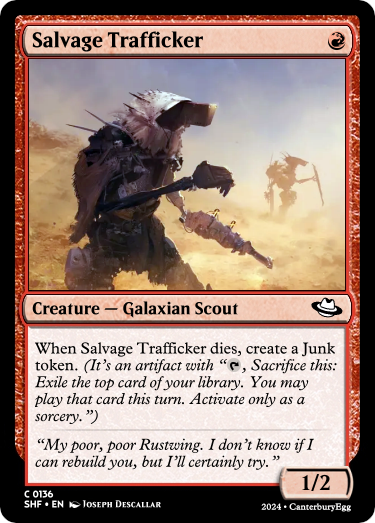 Salvage Trafficker
Creature — Galaxian Scout
When Salvage Trafficker dies, create a Junk
token. (It's an artifact with “, Sacrifice this:
Exile the top card of your library. You may
play that card this turn. Activate only as a
sorcery.”)
“My poor, poor Rustwing. I don't know if I
can rebuild you, but I'll certainly try.”
1/2
C 0136
SHF • EN Joseph Descallar
2024 • CanterburyEgg